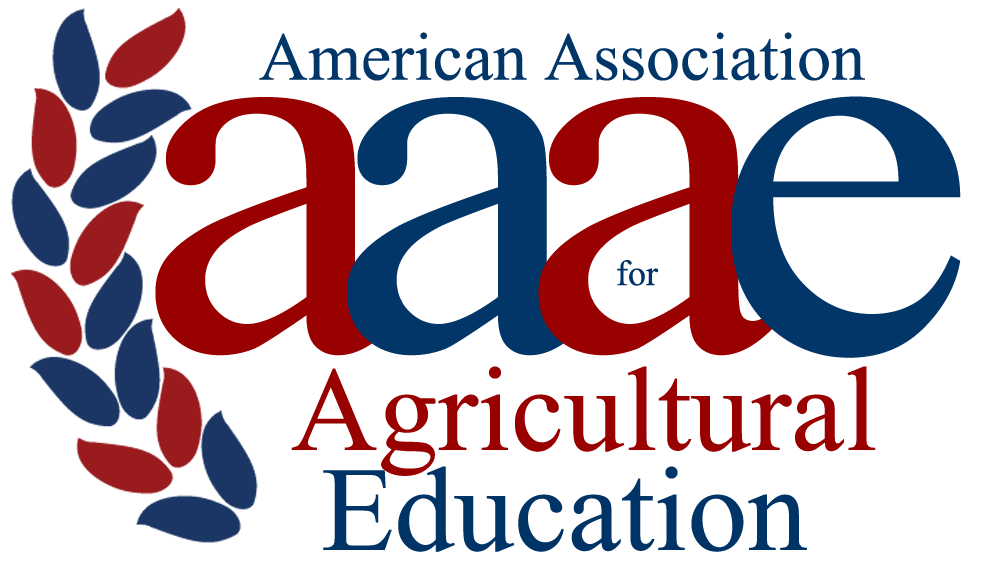 American Association
aaae
for
Agricultural
Education